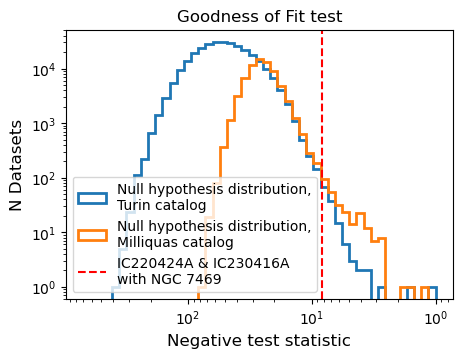 Goodness of Fit test
N Datasets
10⁴
10³
10²
10¹
10⁰
Null hypothesis distribution,
Turin catalog
Null hypothesis distribution,
Milliquas catalog
IC220424A & IC230416A
with NGC 7469
10² 10¹ 10⁰
Negative test statistic